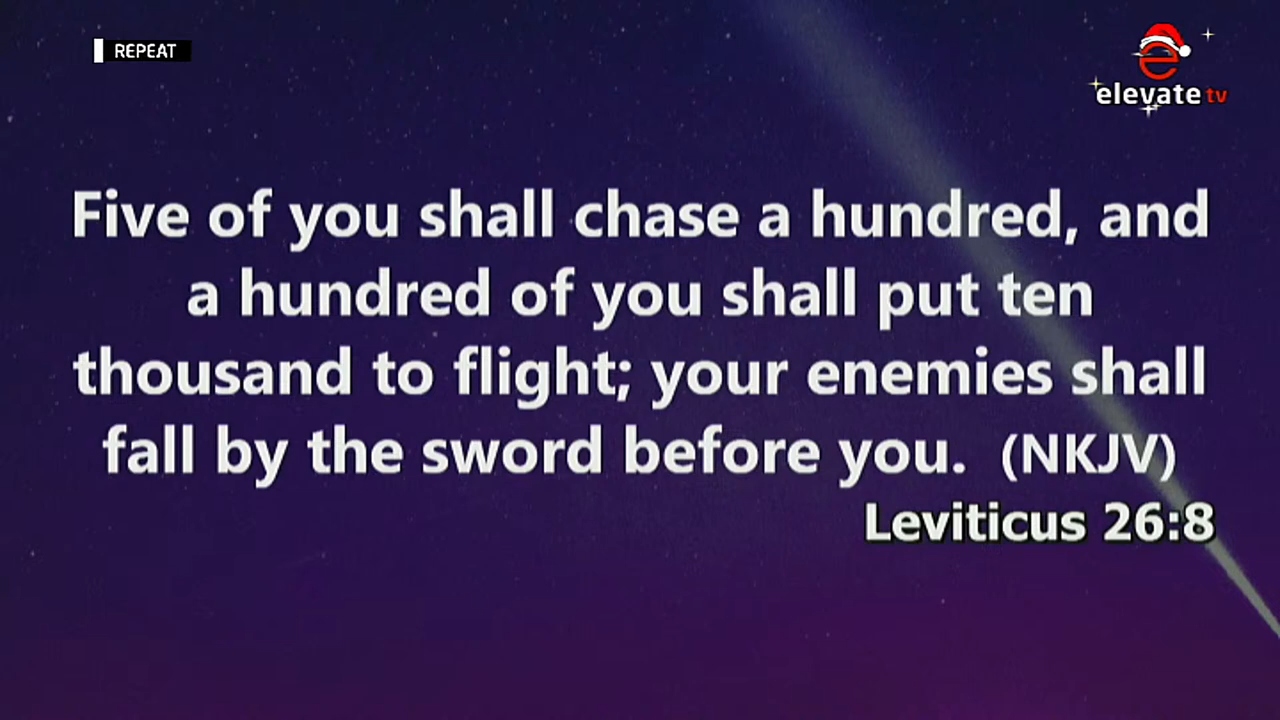 REPEAT
elevate tv
Five of you shall chase a hundred, and
a hundred of you shall put ten
thousand to flight; your enemies shall
fall by the sword before you. (NKJV)
Leviticus 26:8